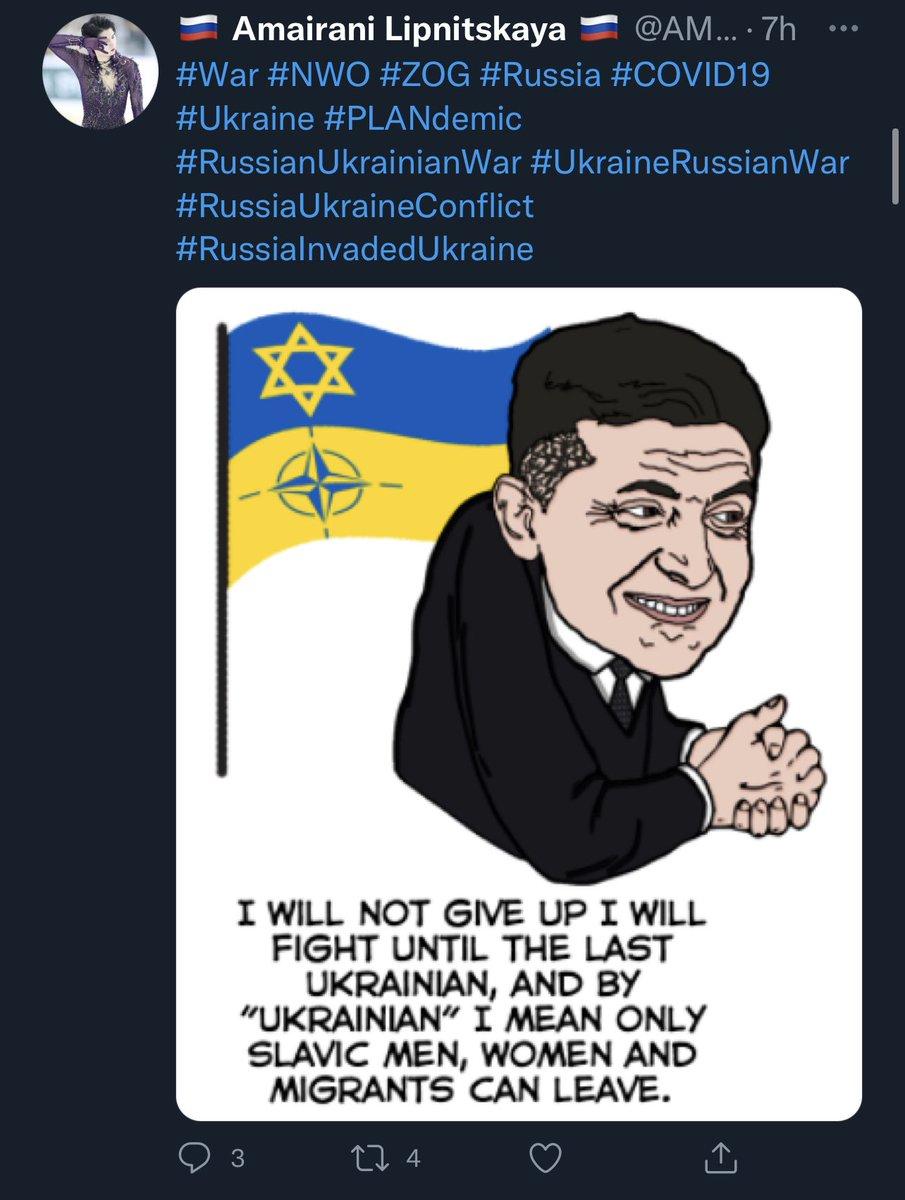 Amairani Lipnitskaya @AM... · 7h
#War #NWO #ZOG #Russia #COVID19
#Ukraine #PLANdemic
#RussianUkrainianWar #UkraineRussianWar
#RussiaUkraineConflict
#RussiaInvadedUkraine
I WILL NOT GIVE UP I WILL
FIGHT UNTIL THE LAST
UKRAINIAN, AND BY
"UKRAINIAN" I MEAN ONLY
SLAVIC MEN, WOMEN AND
MIGRANTS CAN LEAVE.
3 4